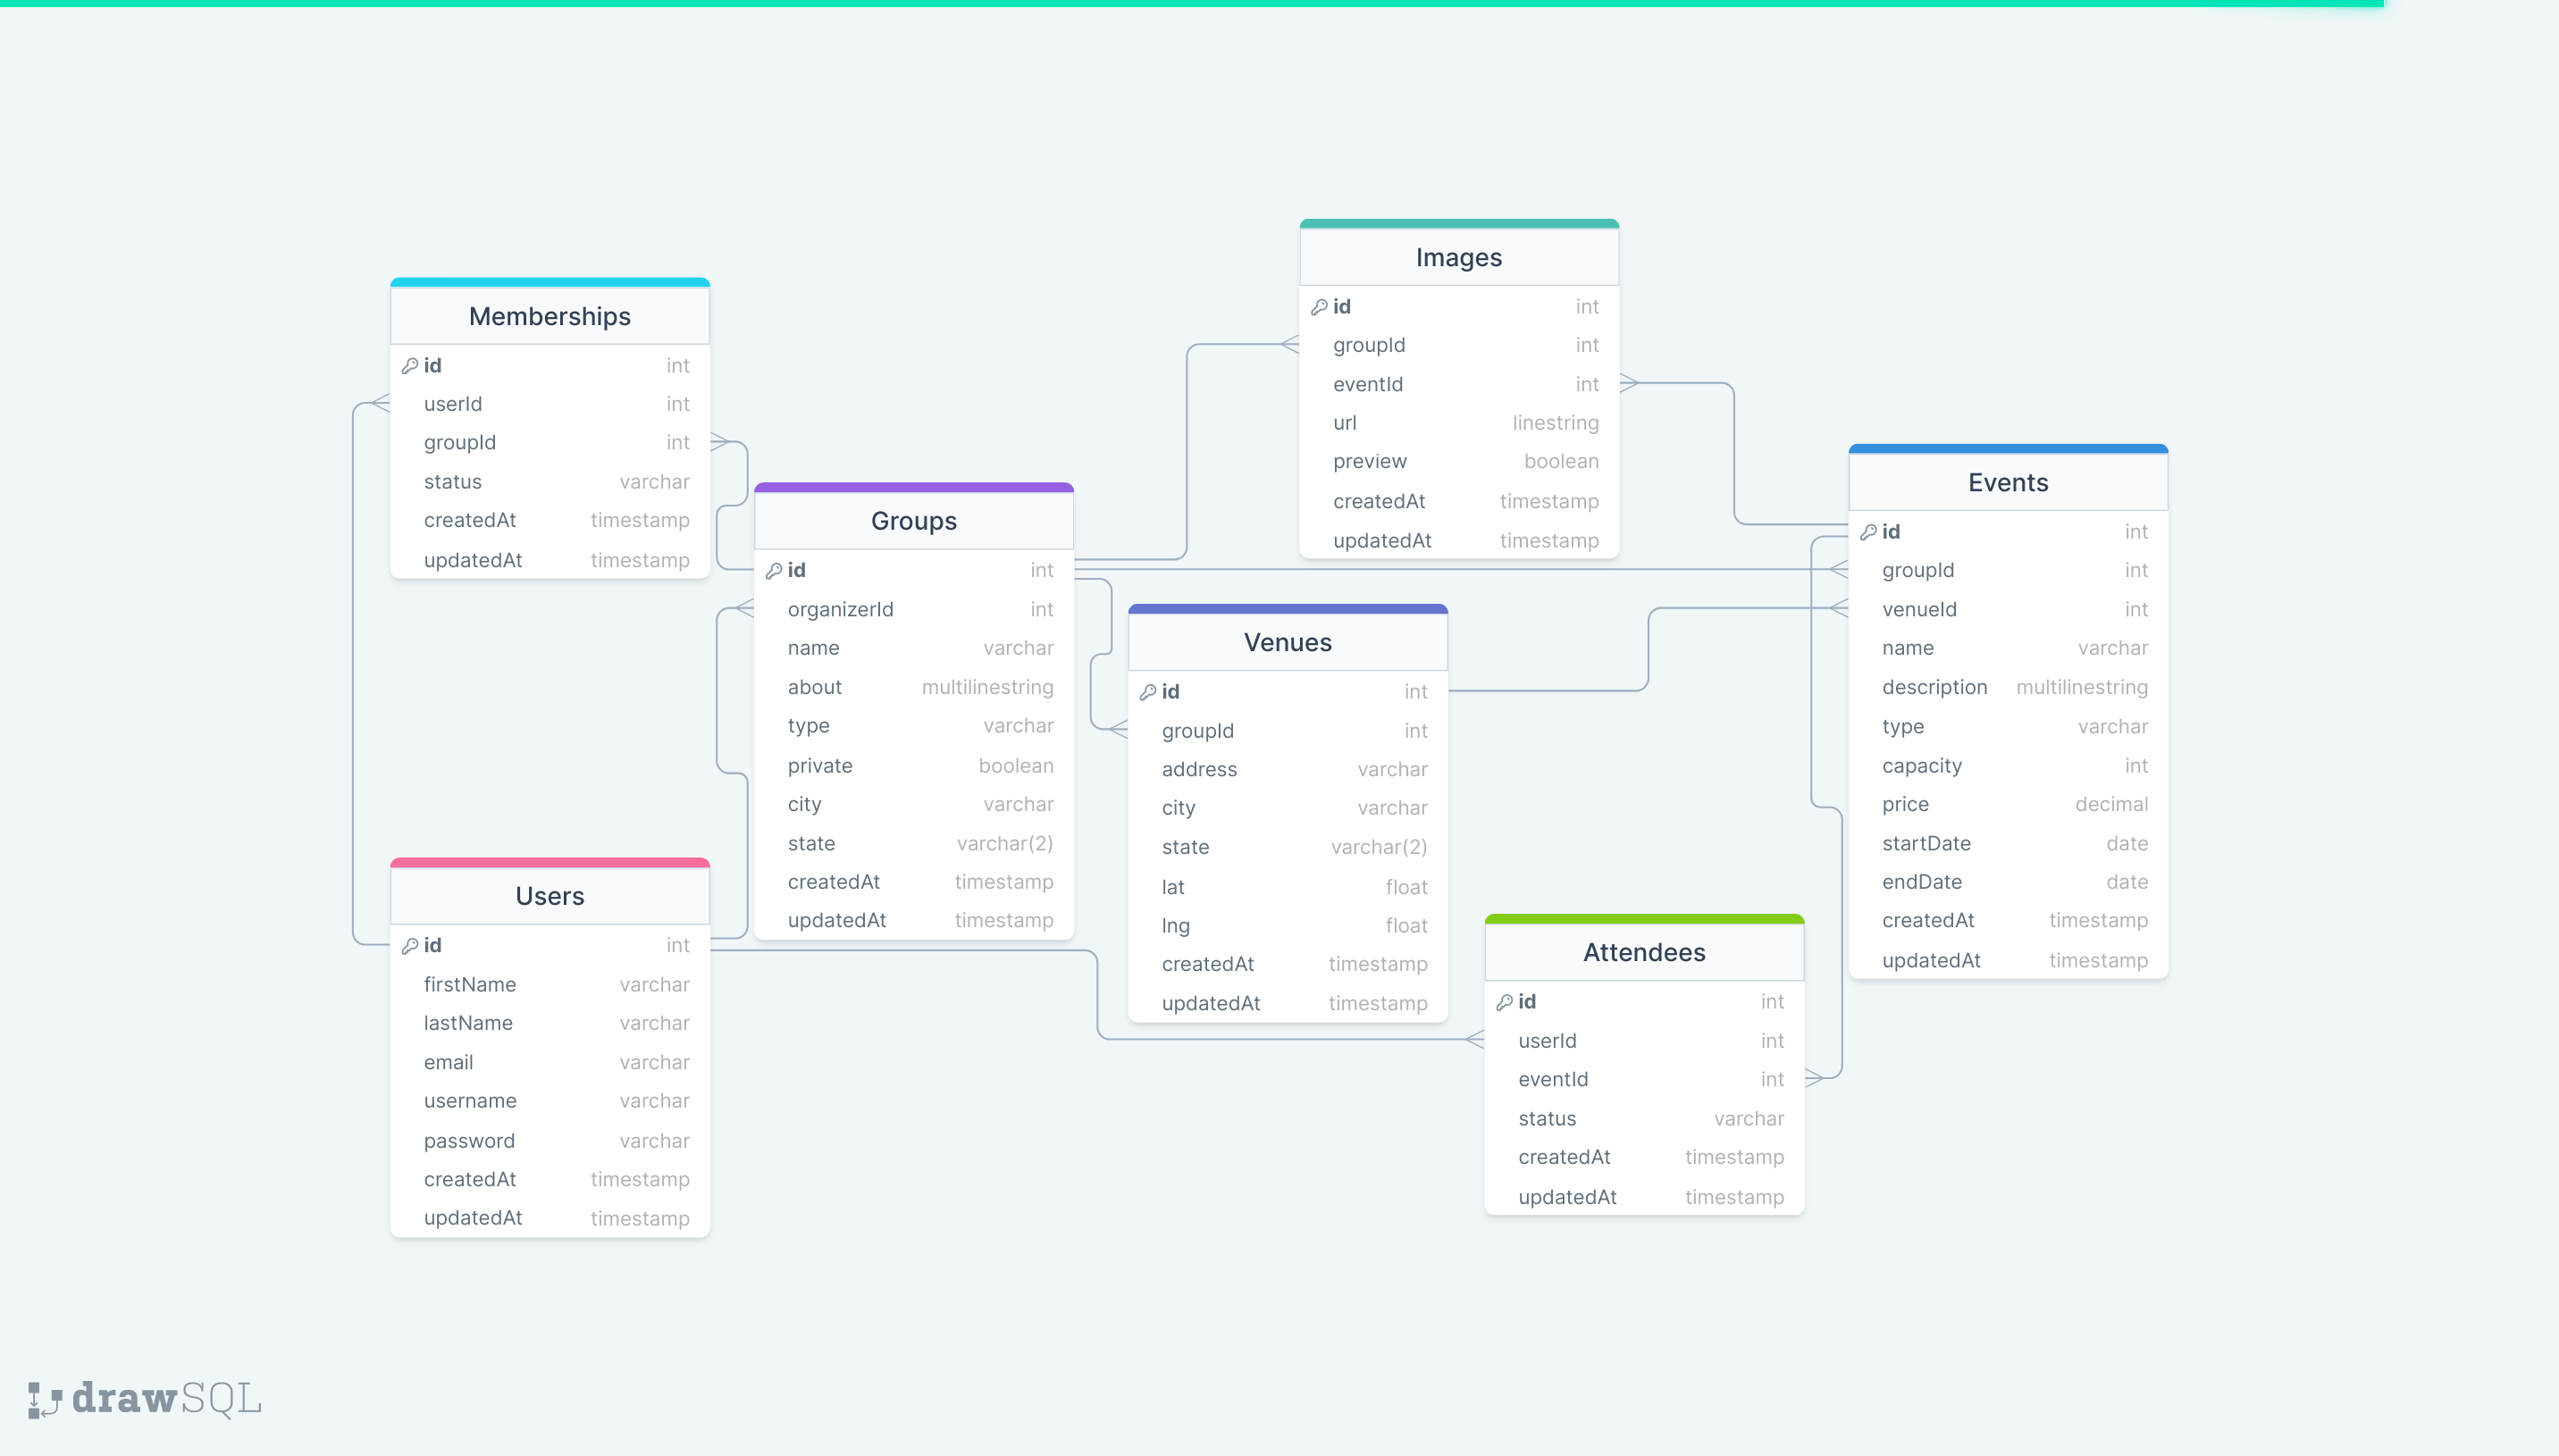 Memberships
id int
userId int
groupId int
status varchar
createdAt timestamp
updatedAt timestamp
Users
id int
firstName varchar
lastName varchar
email varchar
username varchar
password varchar
createdAt timestamp
updatedAt timestamp
Groups
id int
organizerId int
name varchar
about multilinestring
type varchar
private boolean
city varchar
state varchar(2)
createdAt timestamp
updatedAt timestamp
Images
id int
groupId int
eventId int
url linestring
preview boolean
createdAt timestamp
updatedAt timestamp
Venues
id int
groupId int
address varchar
city varchar
state varchar(2)
lat float
lng float
createdAt timestamp
updatedAt timestamp
Attendees
id int
userId int
eventId int
status varchar
createdAt timestamp
updatedAt timestamp
Events
id int
groupId int
venueId int
name varchar
description multilinestring
type varchar
capacity int
price decimal
startDate date
endDate date
createdAt timestamp
updatedAt timestamp
drawSQL